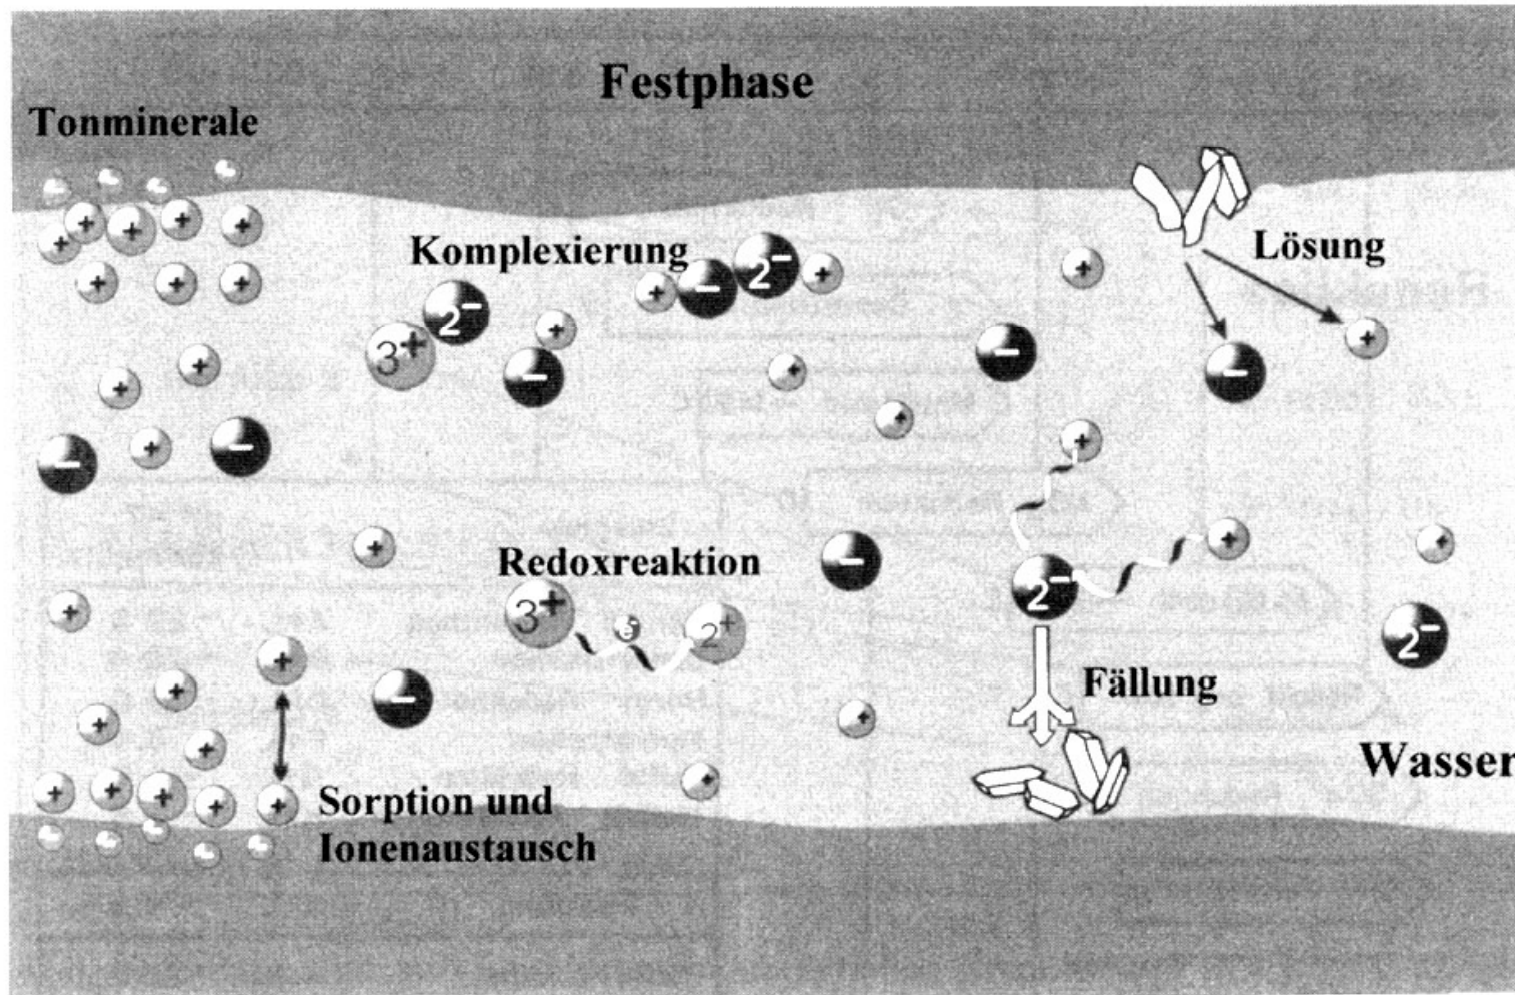 Festphase
Tonminerale
Komplexierung
Lösung
Redoxreaktion
Fällung
Wasser
Sorption und
Ionenaustausch